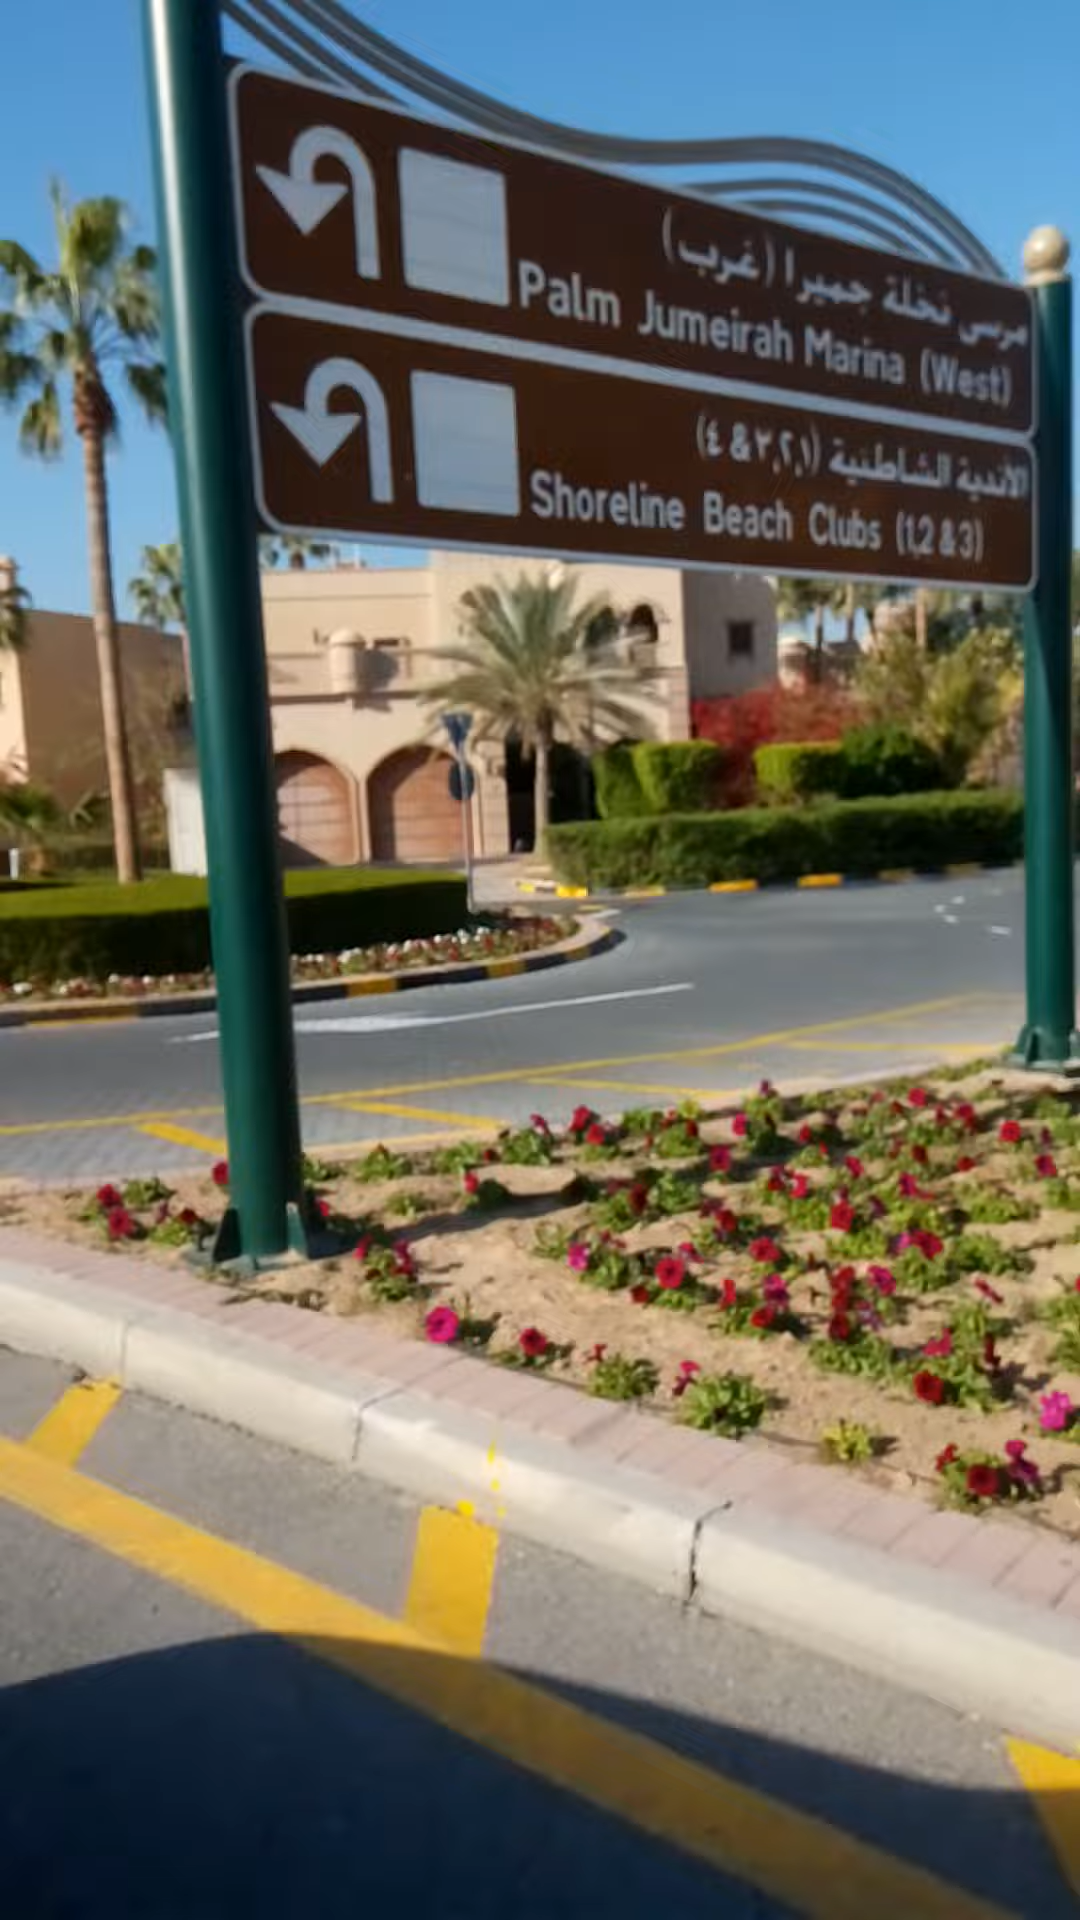 مرسى نخلة جميرا (غرب)
Palm Jumeirah Marina (West)
الأندية الشاطئية (١,٢,٣ & ٤)
Shoreline Beach Clubs (1,2 & 3)